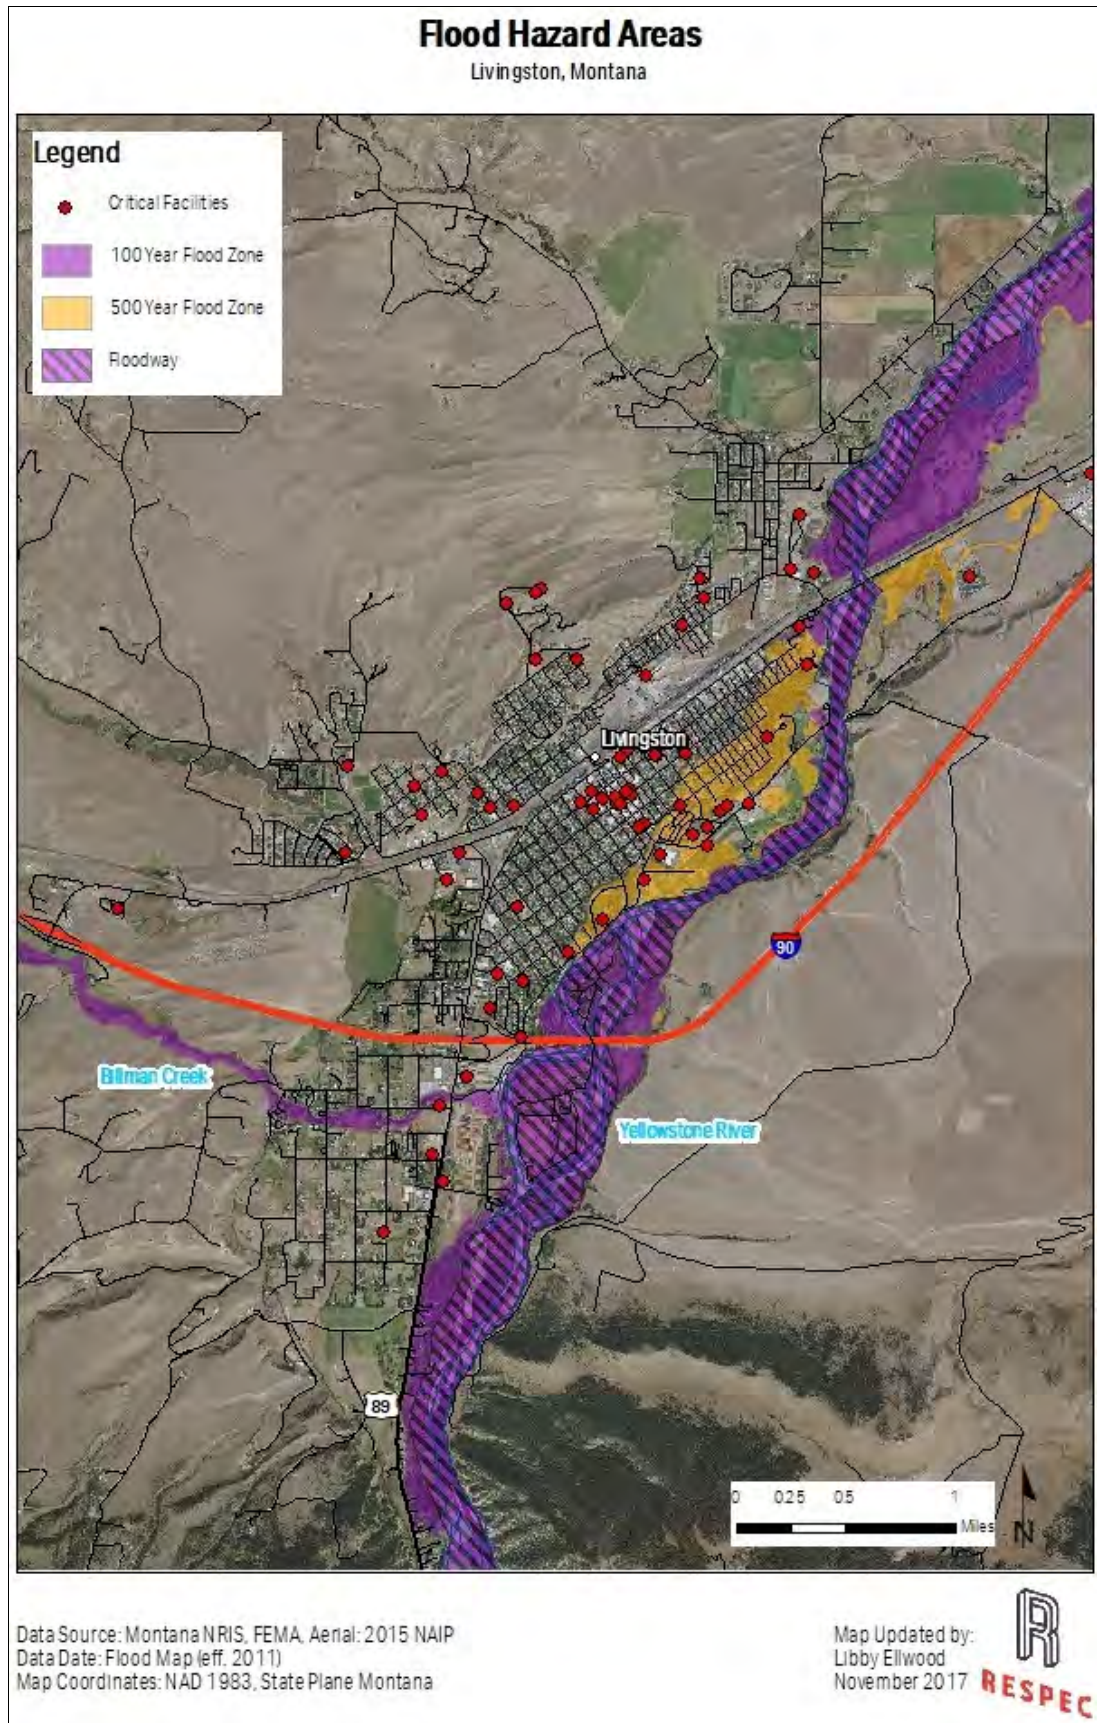 Flood Hazard Areas
Livingston, Montana
Legend
Critical Facilities
100 Year Flood Zone
500 Year Flood Zone
Floodway
Livingston
90
Billman Creek
Yellowstone River
89
0 0.25 0.5 1
Miles
N
Data Source: Montana NRIS, FEMA, Aerial: 2015 NAIP
Data Date: Flood Map (eff. 2011)
Map Coordinates: NAD 1983, State Plane Montana
Map Updated by:
Libby Ellwood
November 2017
RESPEC